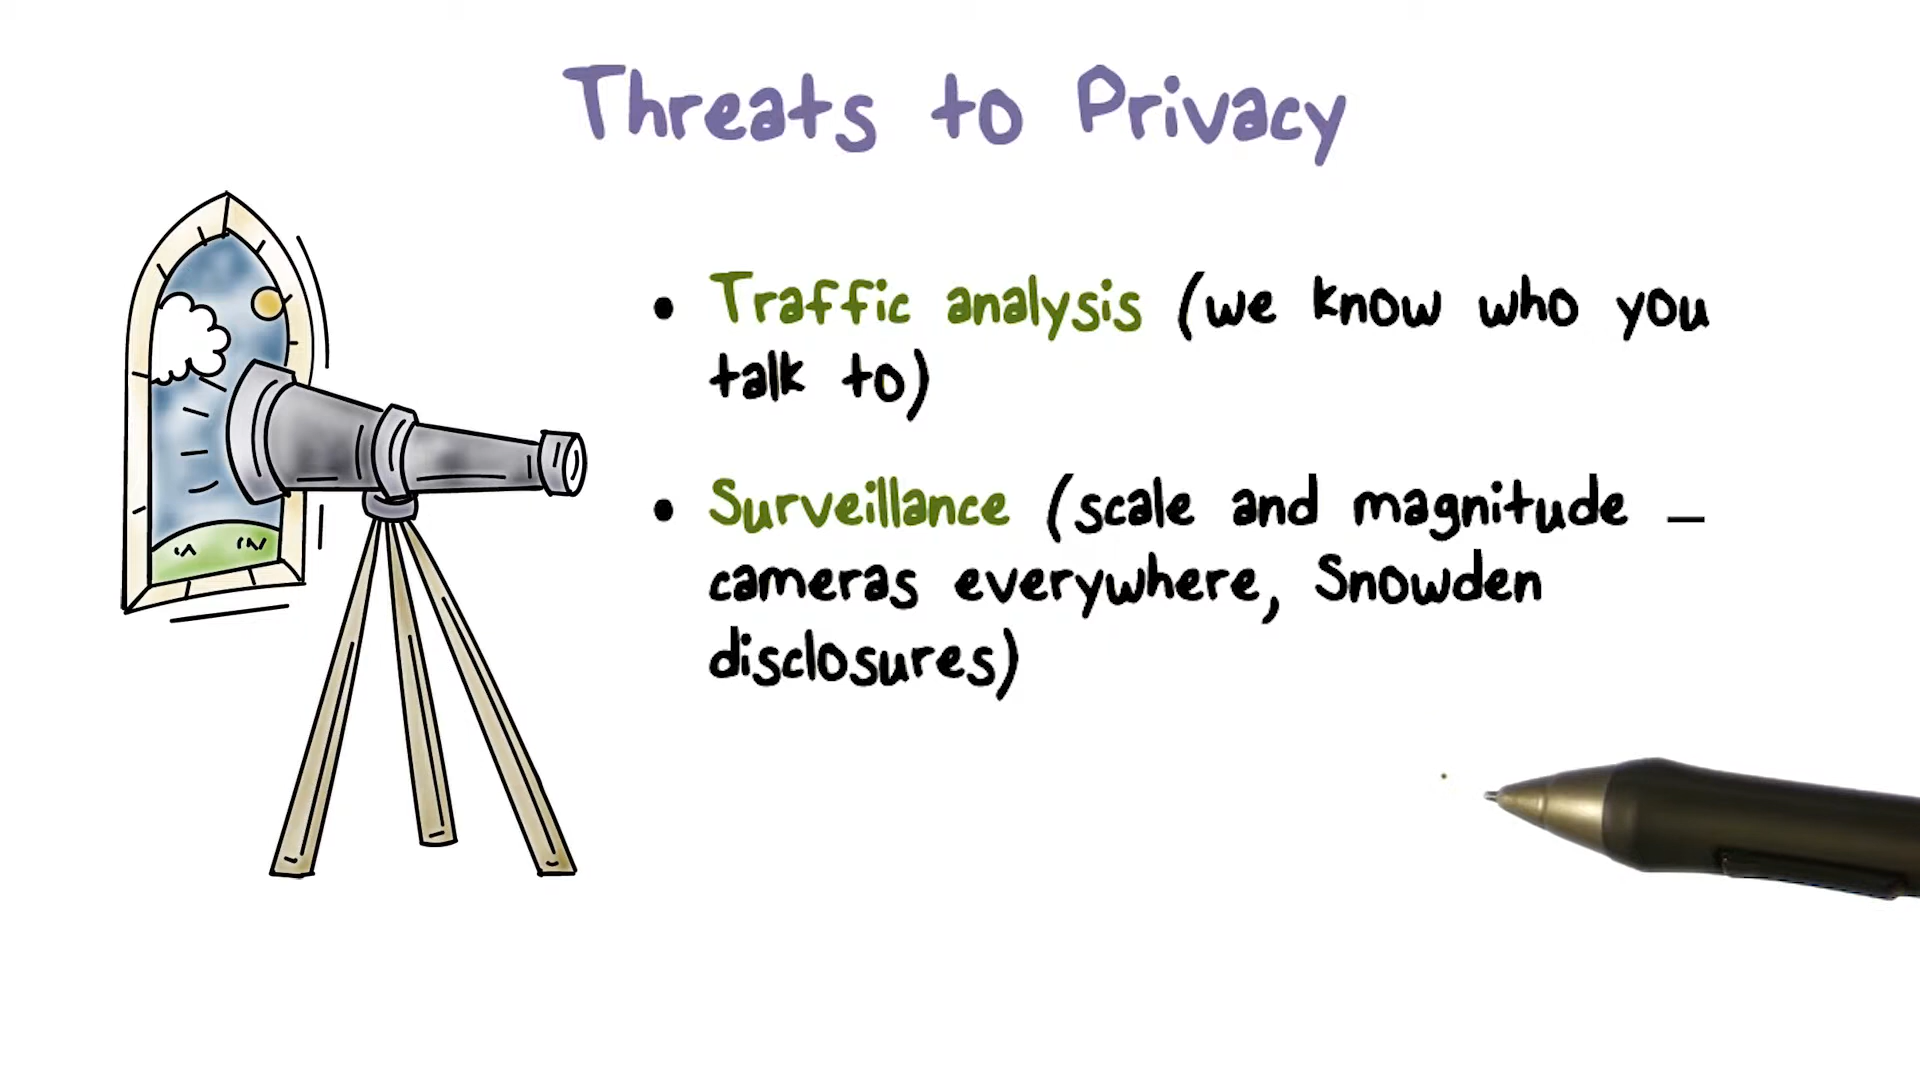 Threats to Privacy
• Traffic analysis (we know who you
talk to)
• Surveillance (scale and magnitude –
cameras everywhere, Snowden
disclosures)